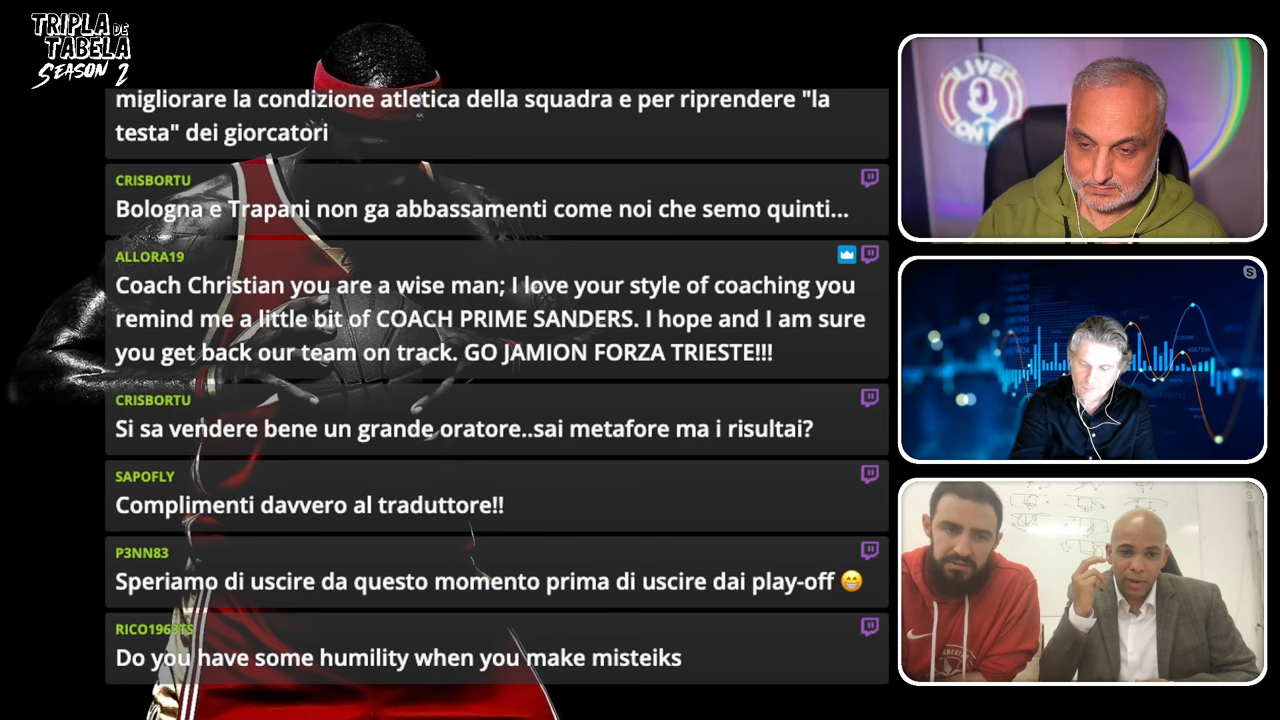 TRIPLA DE
TABELA
SEASON 2
migliorare la condizione atletica della squadra e per riprendere "la
testa" dei giorcatori
CRISBORTU
Bologna e Trapani non ga abbassamenti come noi che semo quinti...
ALLORA19
Coach Christian you are a wise man; I love your style of coaching you
remind me a little bit of COACH PRIME SANDERS. I hope and I am sure
you get back our team on track. GO JAMION FORZA TRIESTE!!!
CRISBORTU
Si sa vendere bene un grande oratore..sai metafore ma i risultai?
SAPOFLY
Complimenti davvero al traduttore!!
P3NN83
Speriamo di uscire da questo momento prima di uscire dai play-off 😁
RICO1963TS
Do you have some humility when you make misteiks
LIVE
ON